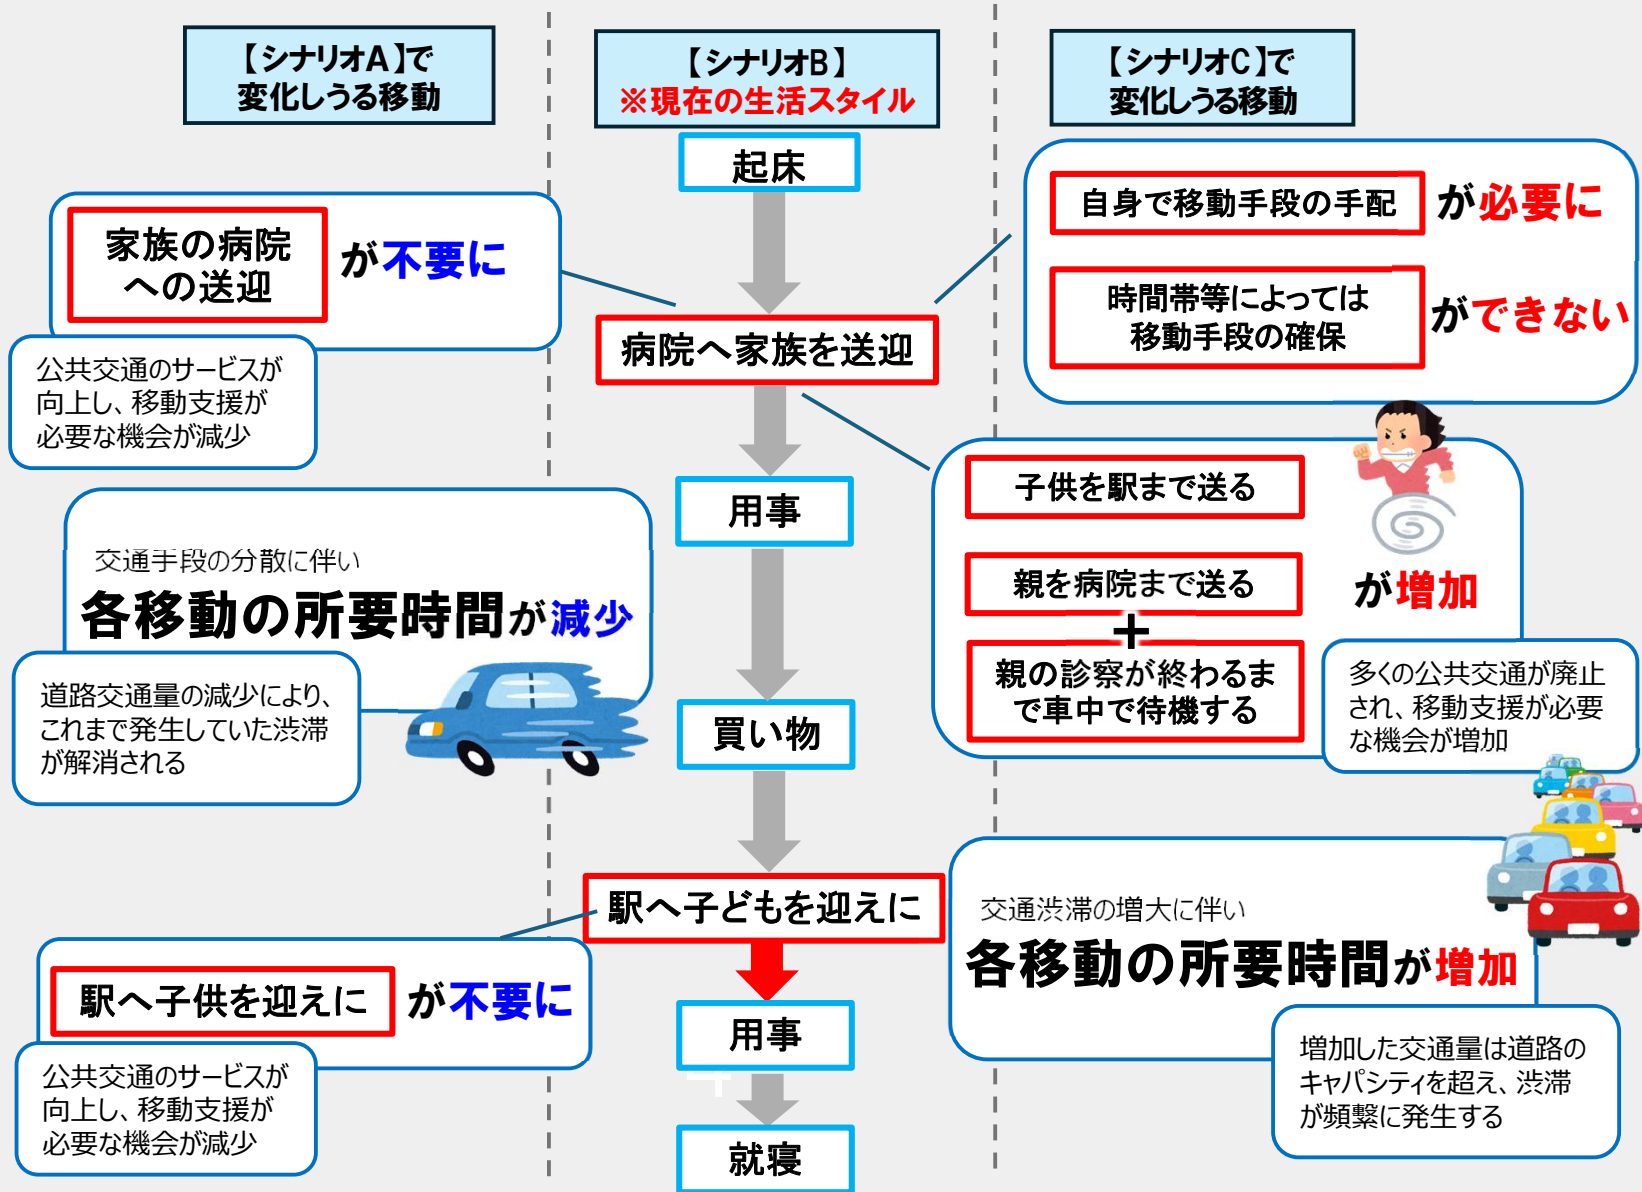 【シナリオA】で
変化しうる移動
【シナリオB】
※現在の生活スタイル
【シナリオC】で
変化しうる移動
起床
病院へ家族を送迎
用事
買い物
駅へ子どもを迎えに
用事
就寝
家族の病院
への送迎
が不要に
公共交通のサービスが
向上し、移動支援が
必要な機会が減少
交通手段の分散に伴い
各移動の所要時間が減少
道路交通量の減少により、
これまで発生していた渋滞
が解消される
駅へ子供を迎えに が不要に
公共交通のサービスが
向上し、移動支援が
必要な機会が減少
自身で移動手段の手配 が必要に
時間帯等によっては
移動手段の確保
ができない
子供を駅まで送る
親を病院まで送る
＋
親の診察が終わるま
で車中で待機する
が増加
多くの公共交通が廃止
され、移動支援が必要
な機会が増加
交通渋滞の増大に伴い
各移動の所要時間が増加
増加した交通量は道路の
キャパシティを超え、渋滞
が頻繁に発生する